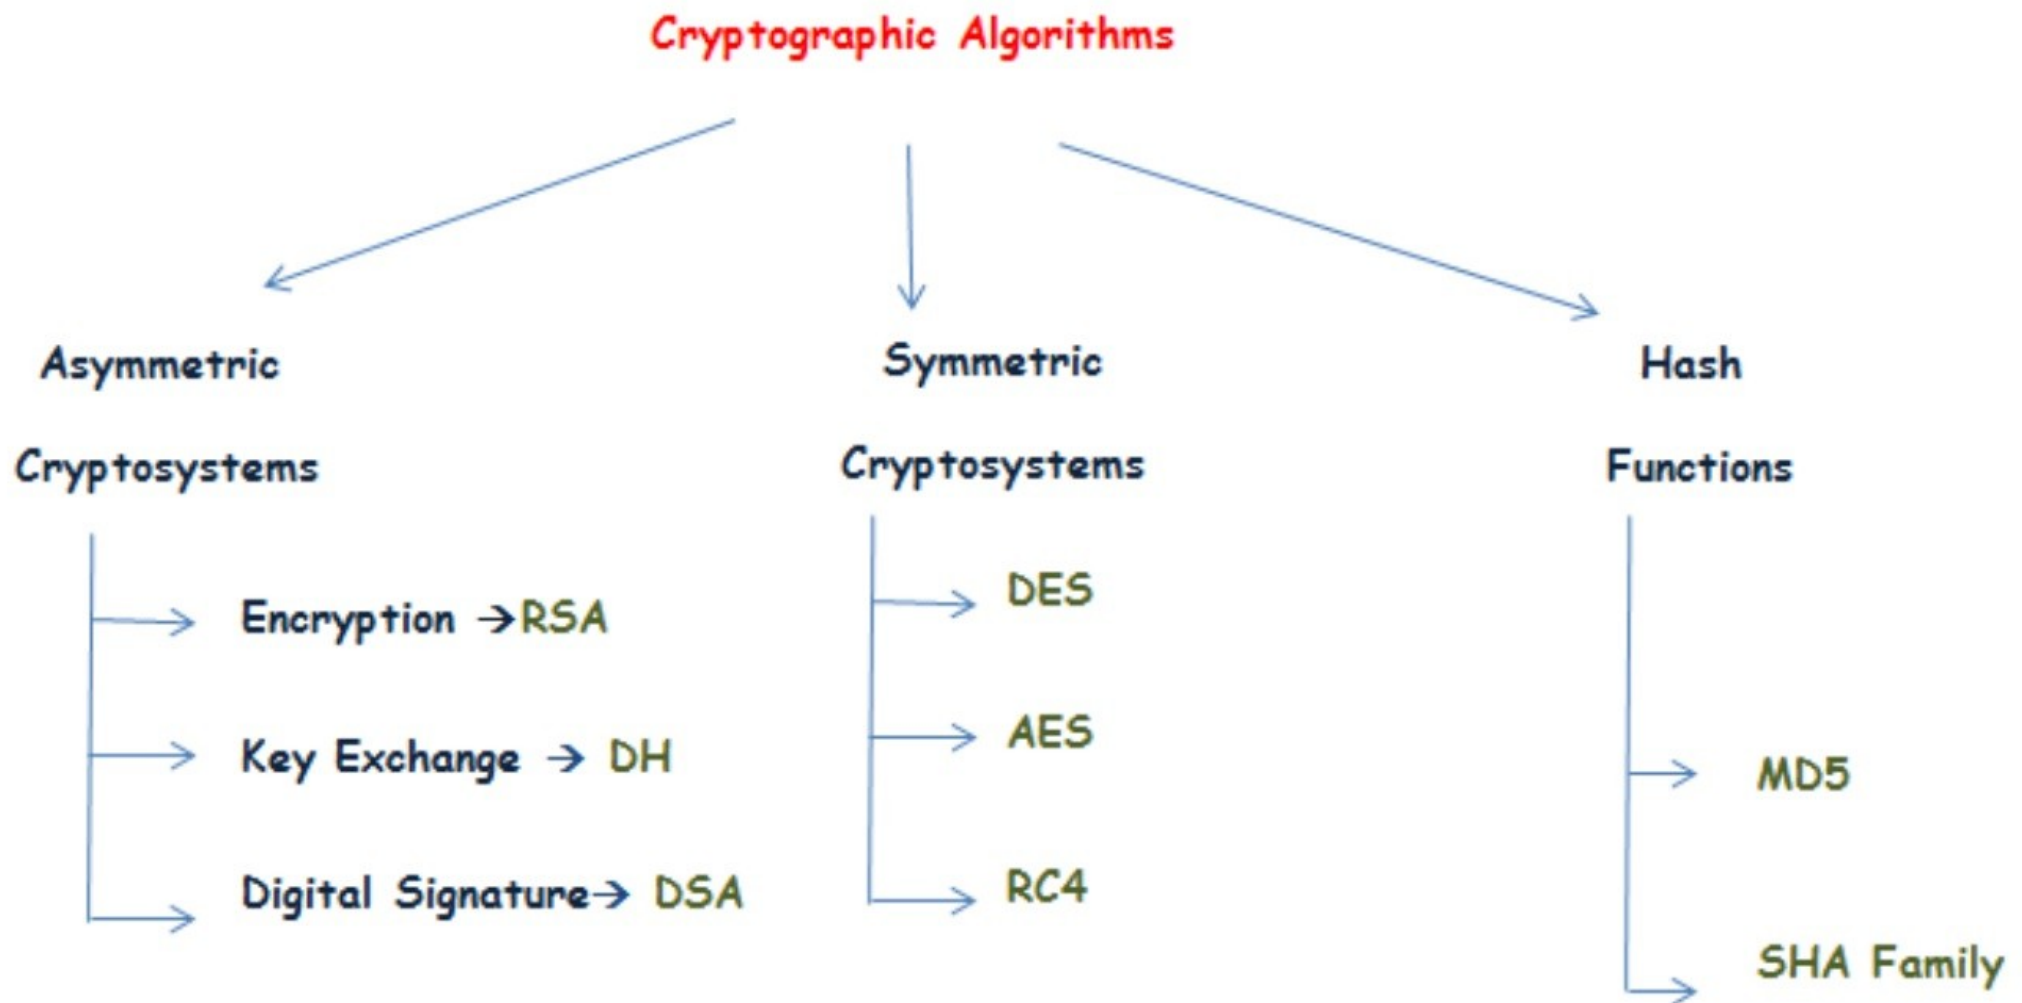 Cryptographic Algorithms
Asymmetric
Cryptosystems
Encryption →RSA
Key Exchange → DH
Digital Signature→ DSA
Symmetric
Cryptosystems
DES
AES
RC4
Hash
Functions
MD5
SHA Family